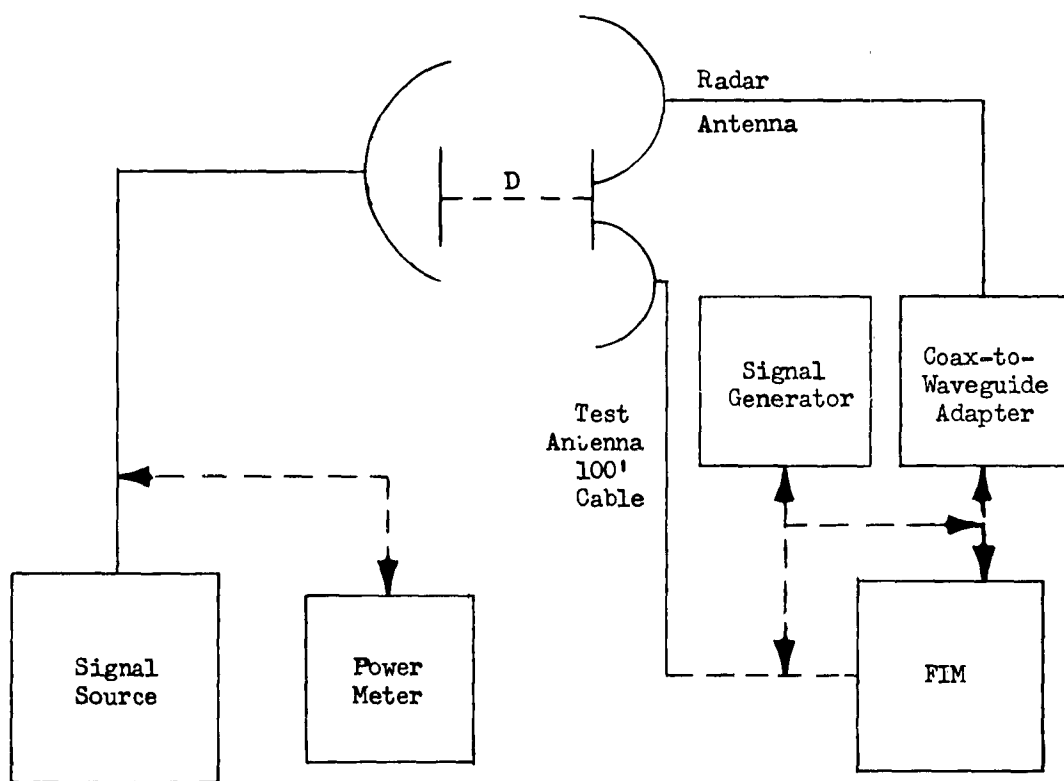 Radar
Antenna
D
Signal
Generator
Coax-to-
Waveguide
Adapter
Test
Antenna
100'
Cable
Signal
Source
Power
Meter
FIM